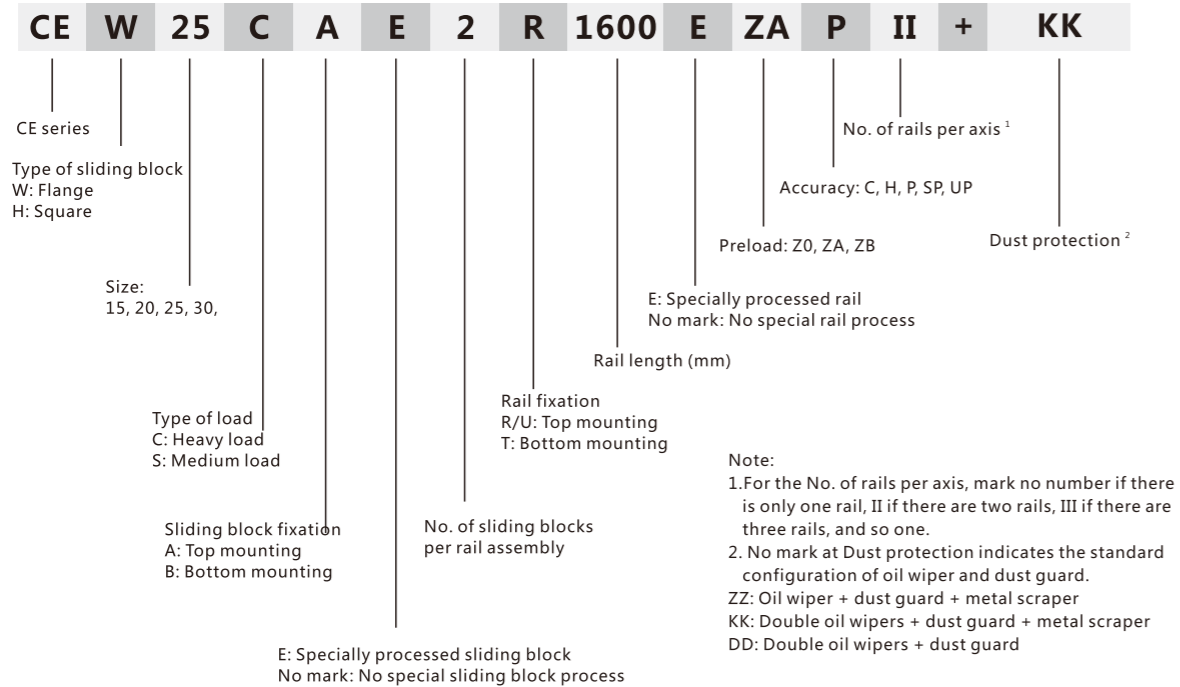 CE W 25 C A E 2 R 1600 E ZA P II + KK
CE series
No. of rails per axis 1
Type of sliding block
W: Flange
H: Square
Accuracy: C, H, P, SP, UP
Preload: Z0, ZA, ZB
Dust protection 2
Size:
15, 20, 25, 30,
E: Specially processed rail
No mark: No special rail process
Rail length (mm)
Rail fixation
R/U: Top mounting
T: Bottom mounting
Type of load
C: Heavy load
S: Medium load
Sliding block fixation
A: Top mounting
B: Bottom mounting
No. of sliding blocks
per rail assembly
E: Specially processed sliding block
No mark: No special sliding block process
Note:
1.For the No. of rails per axis, mark no number if there
is only one rail, II if there are two rails, III if there are
three rails, and so one.
2. No mark at Dust protection indicates the standard
configuration of oil wiper and dust guard.
ZZ: Oil wiper + dust guard + metal scraper
KK: Double oil wipers + dust guard + metal scraper
DD: Double oil wipers + dust guard